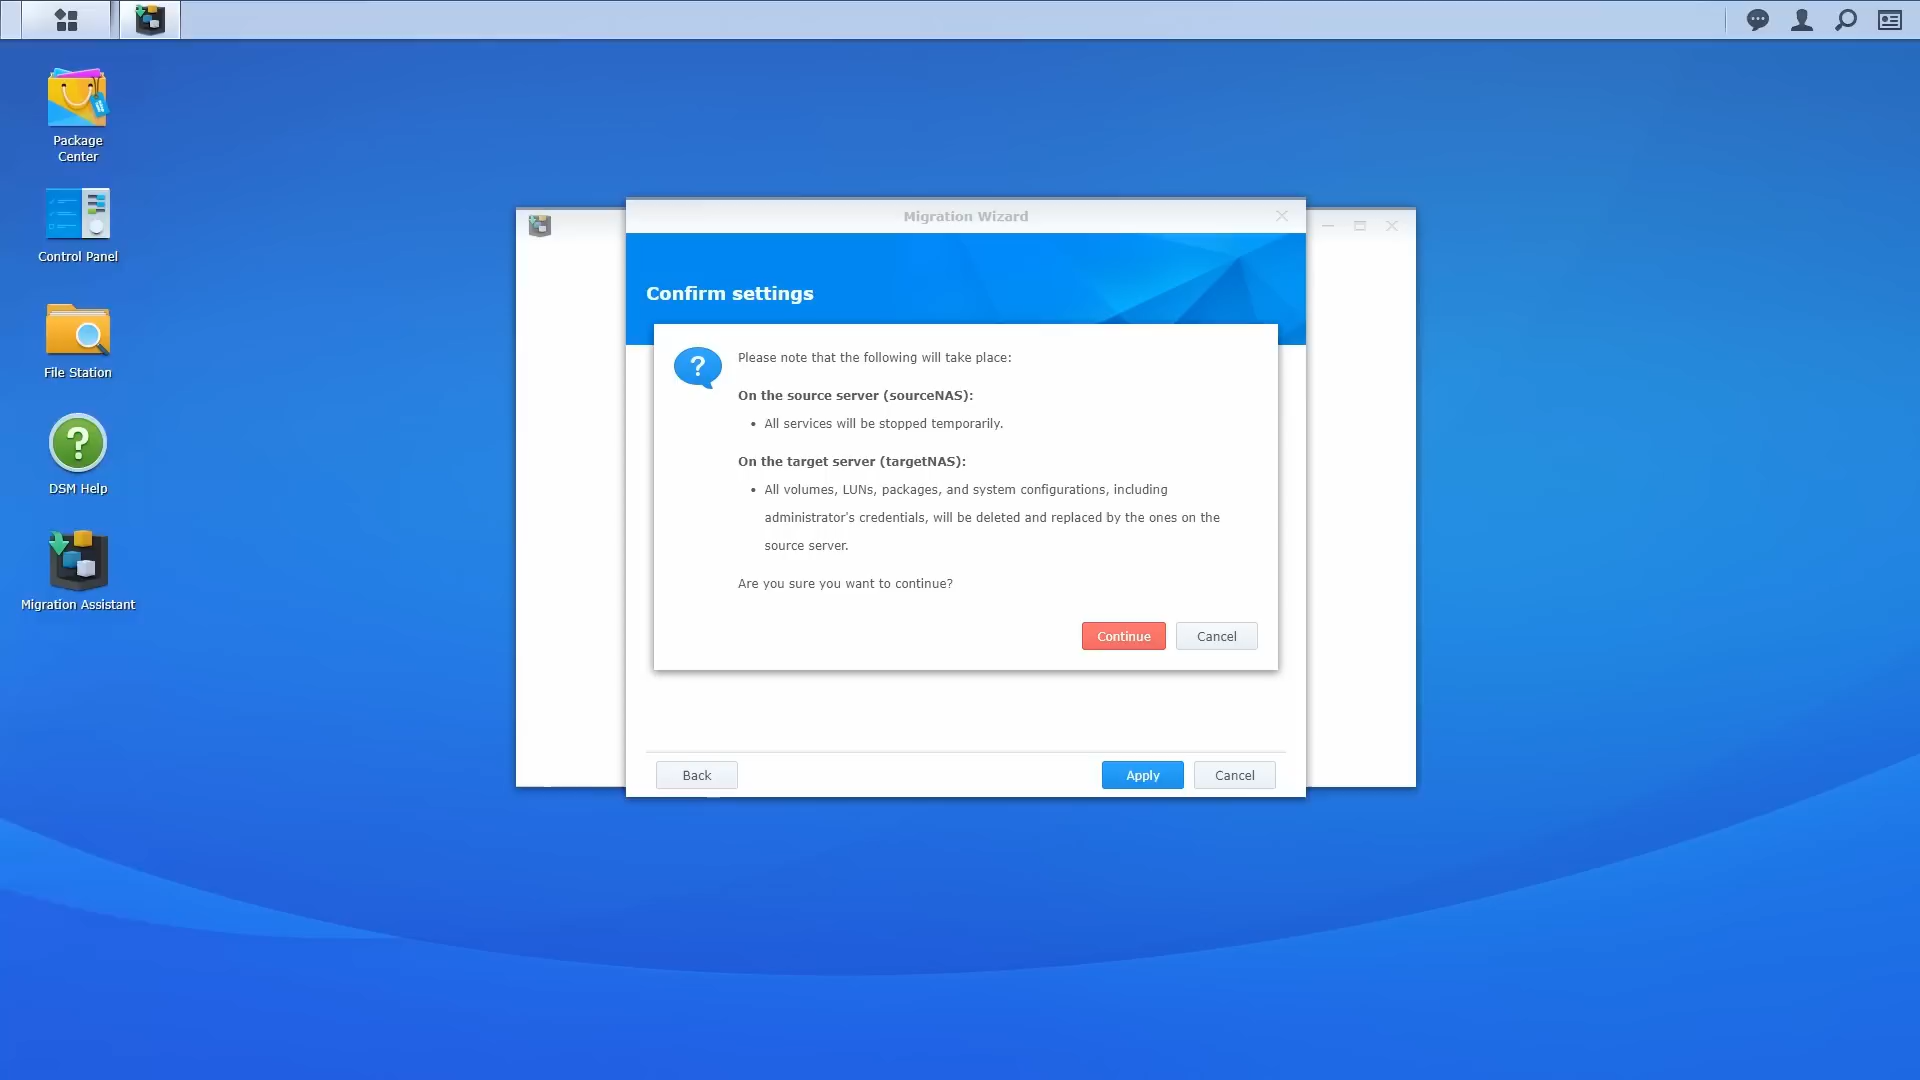 Package
Center
Control Panel
File Station
DSM Help
Migration Assistant
Migration Wizard
Confirm settings
Please note that the following will take place:
On the source server (sourceNAS):
• All services will be stopped temporarily.
On the target server (targetNAS):
• All volumes, LUNs, packages, and system configurations, including
administrator's credentials, will be deleted and replaced by the ones on the
source server.
Are you sure you want to continue?
Continue
Cancel
Back
Apply
Cancel